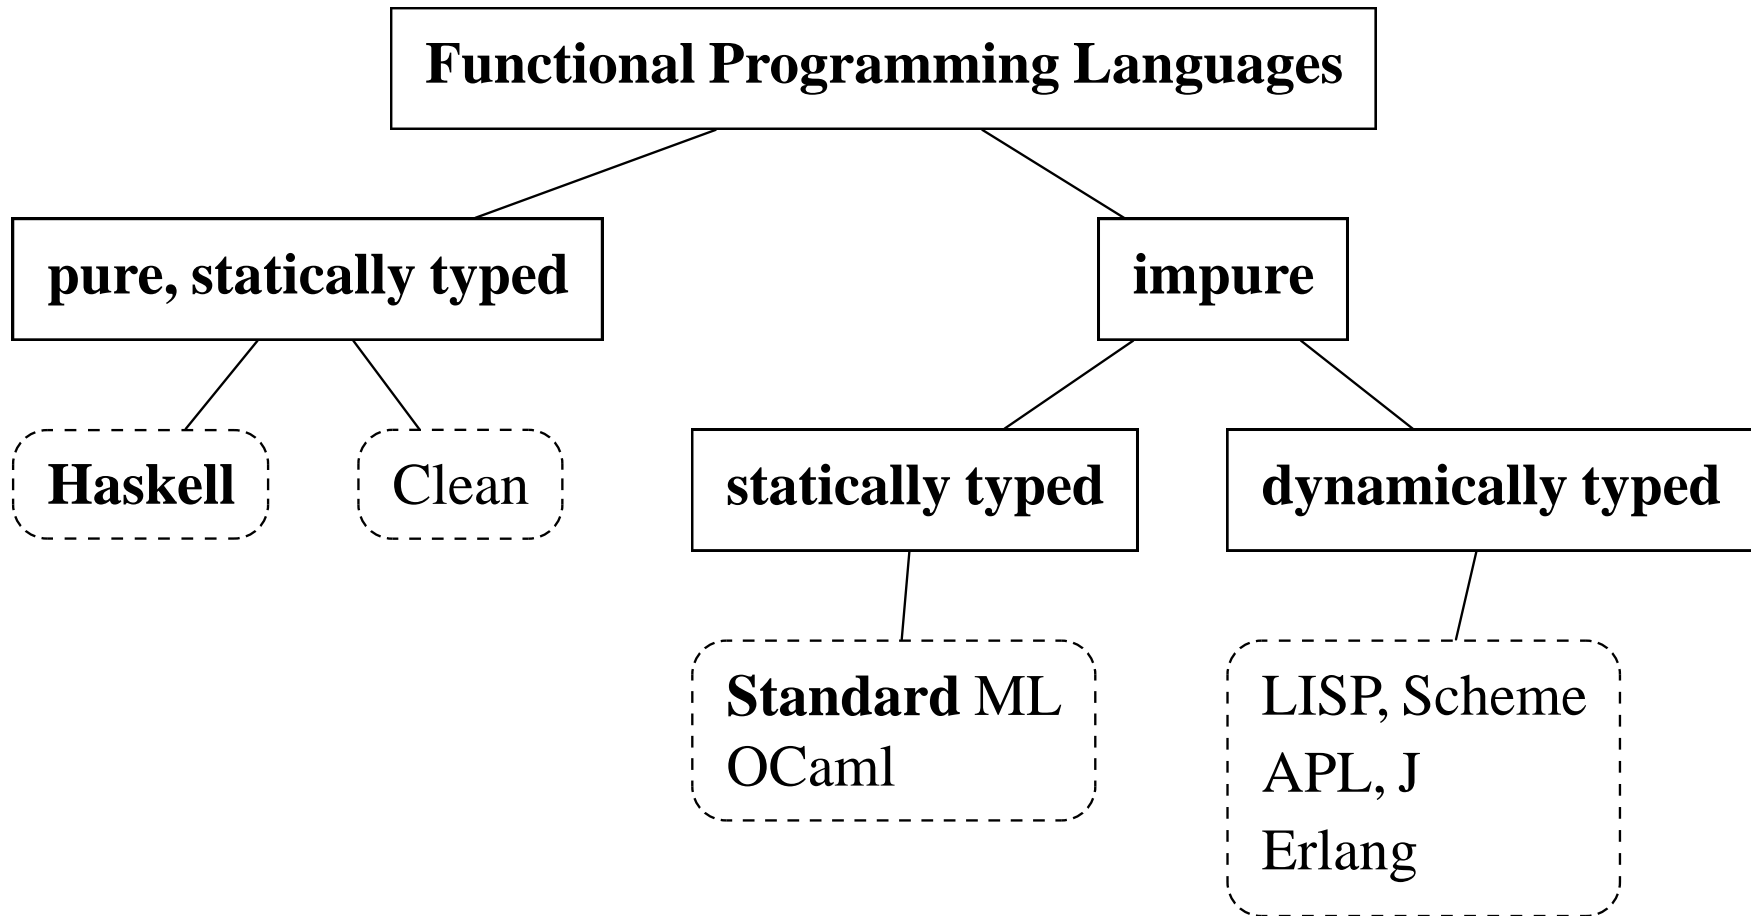 Functional Programming Languages
pure, statically typed
impure
Haskell
Clean
statically typed
dynamically typed
Standard ML
OCaml
LISP, Scheme
APL, J
Erlang